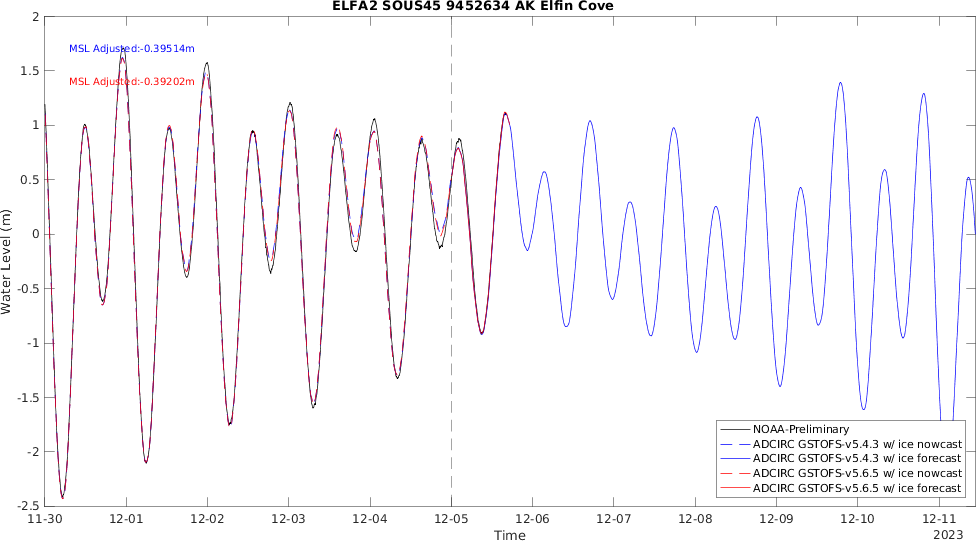 ELFA2 SOUS45 9452634 AK Elfin Cove
MSL Adjusted:-0.39514m
MSL Adjusted:-0.39202m
Water Level (m)
2
1.5
1
0.5
0
-0.5
-1
-1.5
-2
-2.5
NOAA-Preliminary
ADCIRC GSTOFS-v5.4.3 w/ ice nowcast
ADCIRC GSTOFS-v5.4.3 w/ ice forecast
ADCIRC GSTOFS-v5.6.5 w/ ice nowcast
ADCIRC GSTOFS-v5.6.5 w/ ice forecast
11-30 12-01 12-02 12-03 12-04 12-05 12-06 12-07 12-08 12-09 12-10 12-11
Time
2023